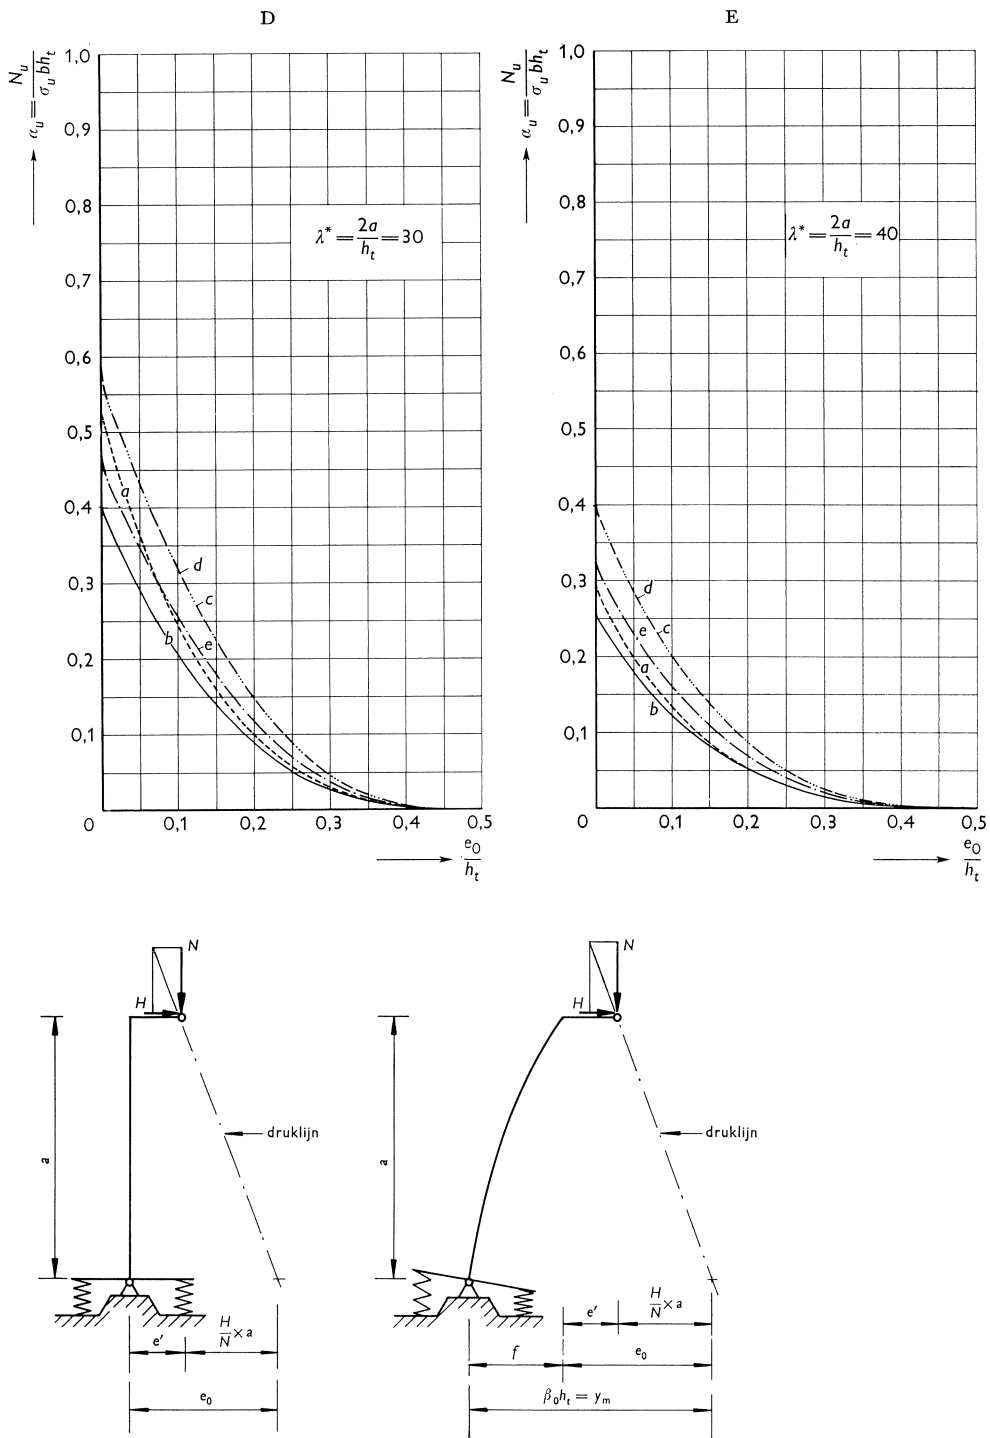 D
α_u = N_u / σ_u bh_t
1,0
0,9
0,8
0,7
0,6
0,5
0,4
0,3
0,2
0,1
0
0,1
0,2
0,3
0,4
0,5
λ* = 2a / h_t = 30
a
b
c
d
e
e_0 / h_t
E
α_u = N_u / σ_u bh_t
1,0
0,9
0,8
0,7
0,6
0,5
0,4
0,3
0,2
0,1
0
0,1
0,2
0,3
0,4
0,5
λ* = 2a / h_t = 40
d
c
e
a
b
e_0 / h_t
N
H
druklijn
a
e'
H/N × a
e_0
N
H
druklijn
a
e'
H/N × a
f
e_0
β_0 h_t = y_m